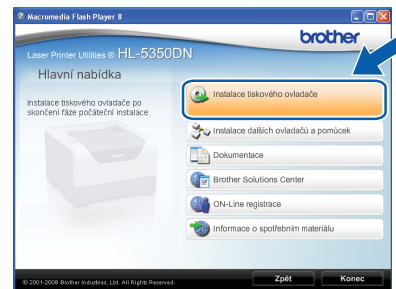 Macromedia Flash Player 8
brother
Laser Printer Utilities © HL-5350DN
Hlavní nabídka
Instalace tiskového ovladače po
skončení fáze počáteční instalace.
Instalace tiskového ovladače
Instalace dalších ovladačů a pomůcek
Dokumentace
Brother Solutions Center
ON-Line registrace
Informace o spotřebním materiálu
© 2001-2008 Brother Industries, Ltd. All Rights Reserved.
Zpět
Konec